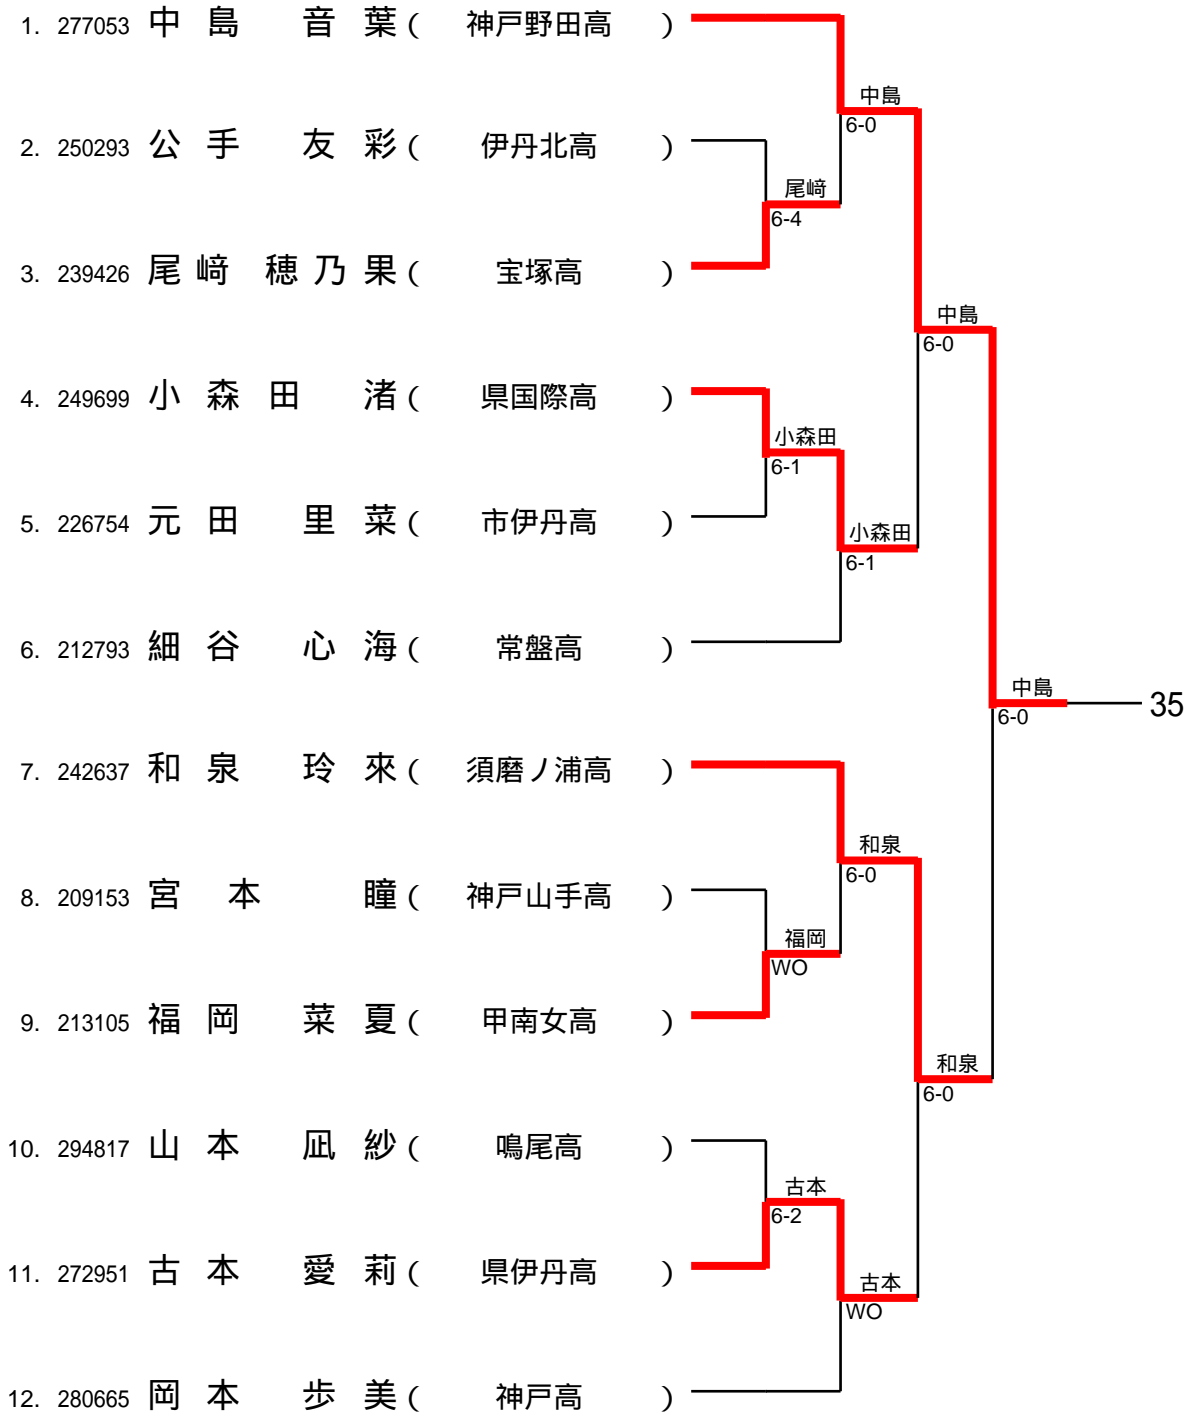 1. 277053 中島 音葉 ( 神戸野田高 )
中島
6-0
2. 250293 公手 友彩 ( 伊丹北高 )
尾﨑
6-4
3. 239426 尾﨑 穂乃果 ( 宝塚高 )
中島
6-0
4. 249699 小森田 渚 ( 県国際高 )
小森田
6-1
5. 226754 元田 里菜 ( 市伊丹高 )
小森田
6-1
6. 212793 細谷 心海 ( 常盤高 )
中島
6-0
35
7. 242637 和泉 玲來 ( 須磨ノ浦高 )
和泉
6-0
8. 209153 宮本 瞳 ( 神戸山手高 )
福岡
WO
9. 213105 福岡 菜夏 ( 甲南女高 )
和泉
6-0
10. 294817 山本 凪紗 ( 鳴尾高 )
古本
6-2
11. 272951 古本 愛莉 ( 県伊丹高 )
古本
WO
12. 280665 岡本 歩美 ( 神戸高 )